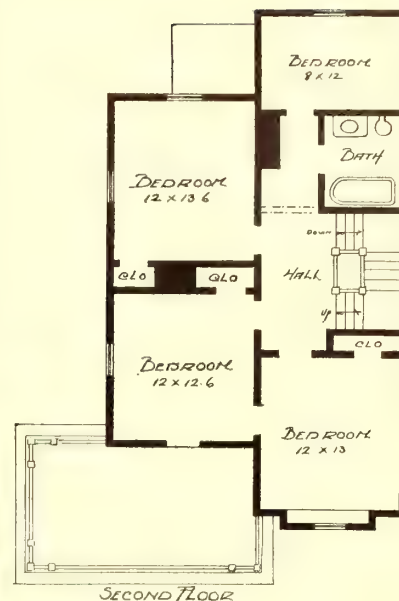 BEDROOM
8 X 12
BATH
BEDROOM
12 X 13 6
DOWN
HALL
CLO
CLO
UP
CLO
BEDROOM
12 X 12.6
BEDROOM
12 X 13
SECOND FLOOR